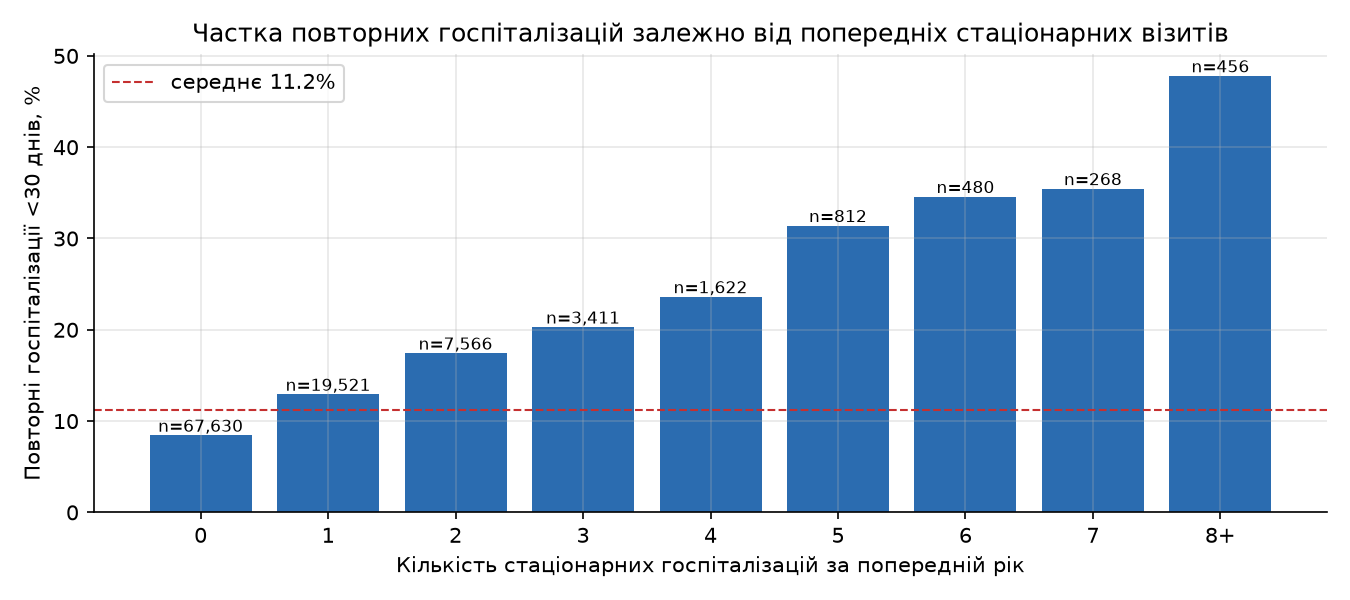 Частка повторних госпіталізацій залежно від попередніх стаціонарних візитів
Повторні госпіталізації <30 днів, %
50
40
30
20
10
0
середнє 11.2%
n=67,630
n=19,521
n=7,566
n=3,411
n=1,622
n=812
n=480
n=268
n=456
0 1 2 3 4 5 6 7 8+
Кількість стаціонарних госпіталізацій за попередній рік